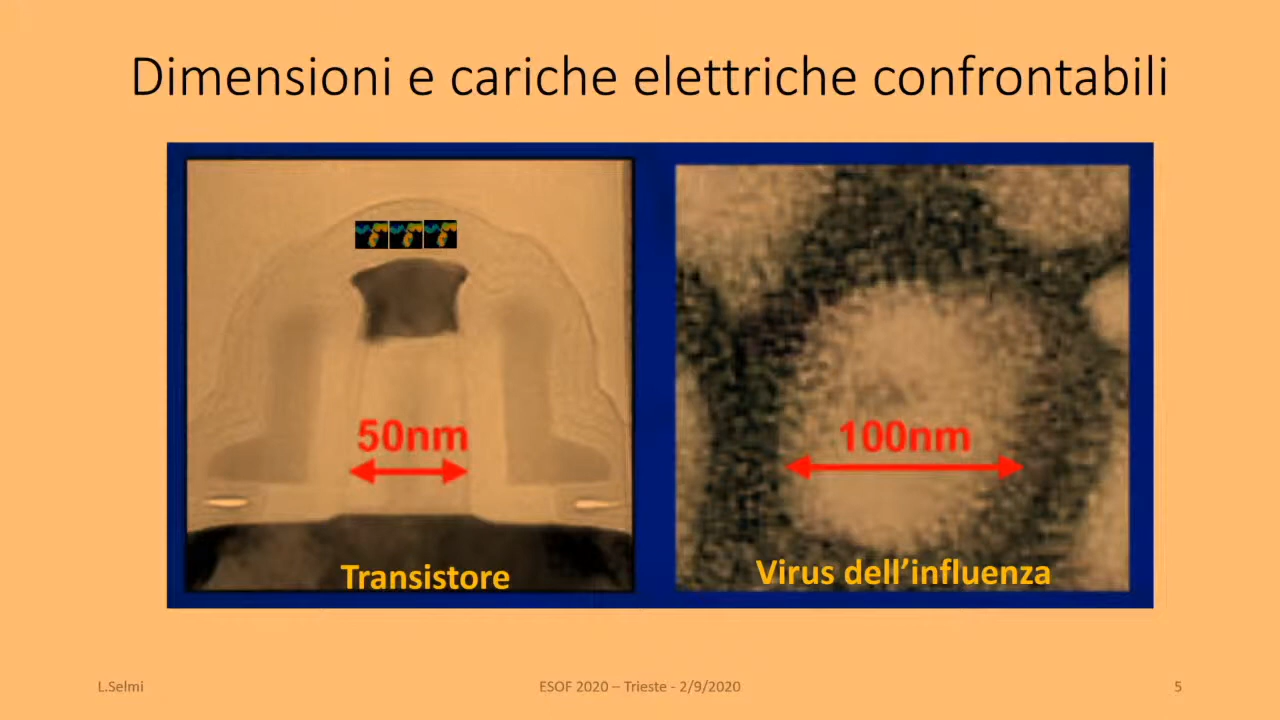 Dimensioni e cariche elettriche confrontabili
50nm
100nm
Transistore
Virus dell’influenza
L.Selmi
ESOF 2020 – Trieste - 2/9/2020
5